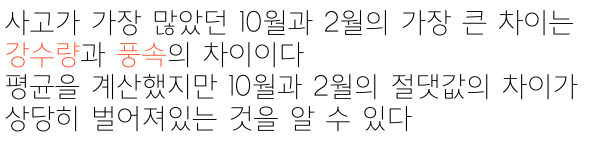 사고가 가장 많았던 10월과 2월의 가장 큰 차이는
강수량과 풍속의 차이이다
평균을 계산했지만 10월과 2월의 절댓값의 차이가
상당히 벌어져있는 것을 알 수 있다